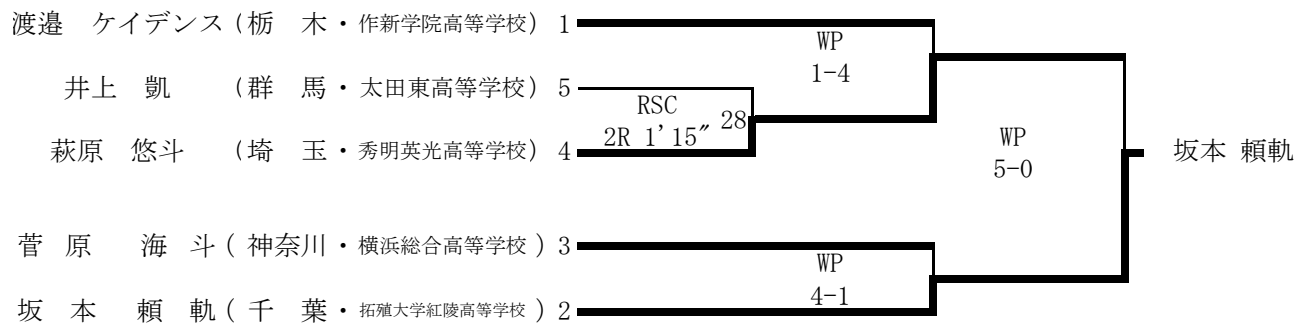 渡邉　ケイデンス（栃　木・作新学院高等学校） 1
WP
1-4
井上　凱　　（群　馬・太田東高等学校） 5
RSC
2R 1’15″ 28
萩原　悠斗　　（埼　玉・秀明英光高等学校） 4
WP
5-0
坂本 頼軌
菅　原　　海　斗（ 神奈川・横浜総合高等学校 ）3
WP
4-1
坂　本　　頼　軌（ 千　葉・拓殖大学紅陵高等学校 ）2